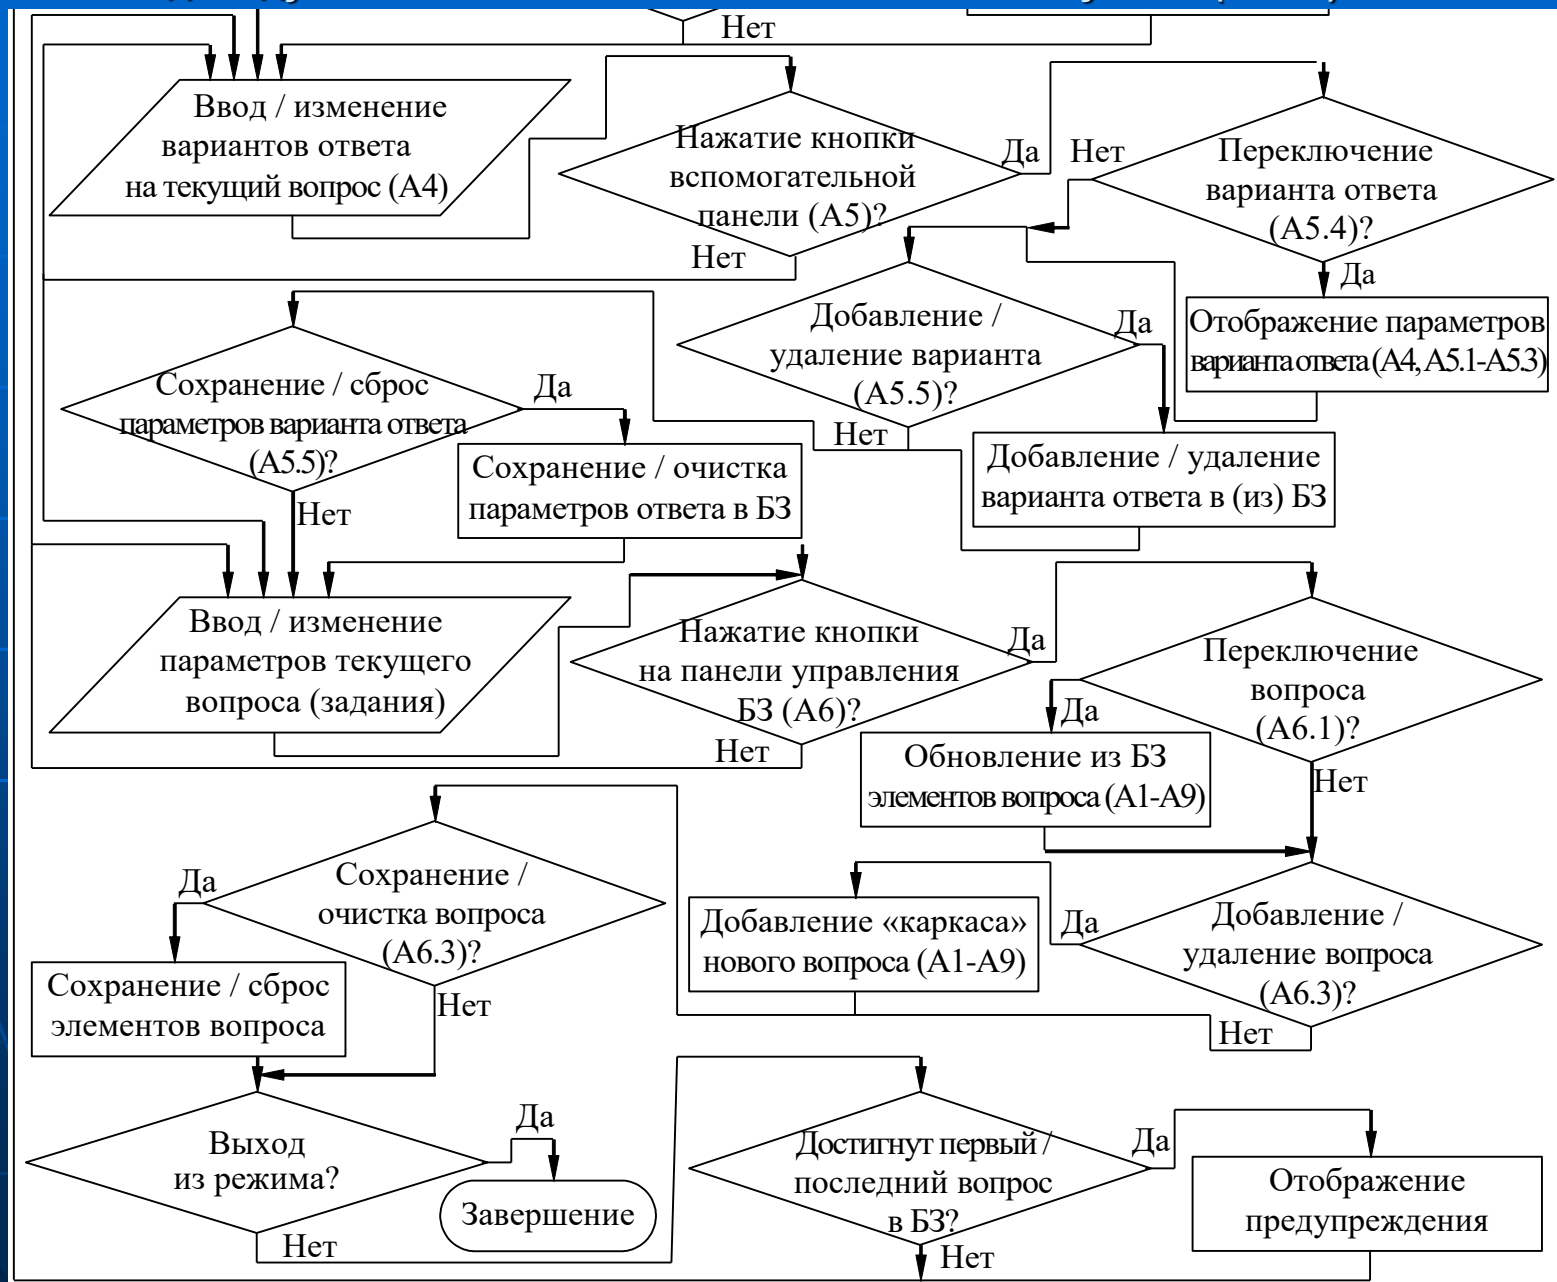 Нет
Ввод / изменение
вариантов ответа
на текущий вопрос (А4)
Нажатие кнопки
вспомогательной
панели (А5)?
Да
Нет
Нет
Переключение
варианта ответа
(А5.4)?
Да
Отображение параметров
варианта ответа (А4, А5.1-А5.3)
Добавление /
удаление варианта
(А5.5)?
Да
Нет
Добавление / удаление
варианта ответа в (из) БЗ
Сохранение / сброс
параметров варианта ответа
(А5.5)?
Да
Нет
Сохранение / очистка
параметров ответа в БЗ
Ввод / изменение
параметров текущего
вопроса (задания)
Нажатие кнопки
на панели управления
БЗ (А6)?
Да
Нет
Переключение
вопроса
(А6.1)?
Да
Нет
Обновление из БЗ
элементов вопроса (А1-А9)
Добавление /
удаление вопроса
(А6.3)?
Да
Нет
Добавление «каркаса»
нового вопроса (А1-А9)
Сохранение /
очистка вопроса
(А6.3)?
Да
Нет
Сохранение / сброс
элементов вопроса
Выход
из режима?
Да
Нет
Завершение
Достигнут первый /
последний вопрос
в БЗ?
Да
Нет
Отображение
предупреждения